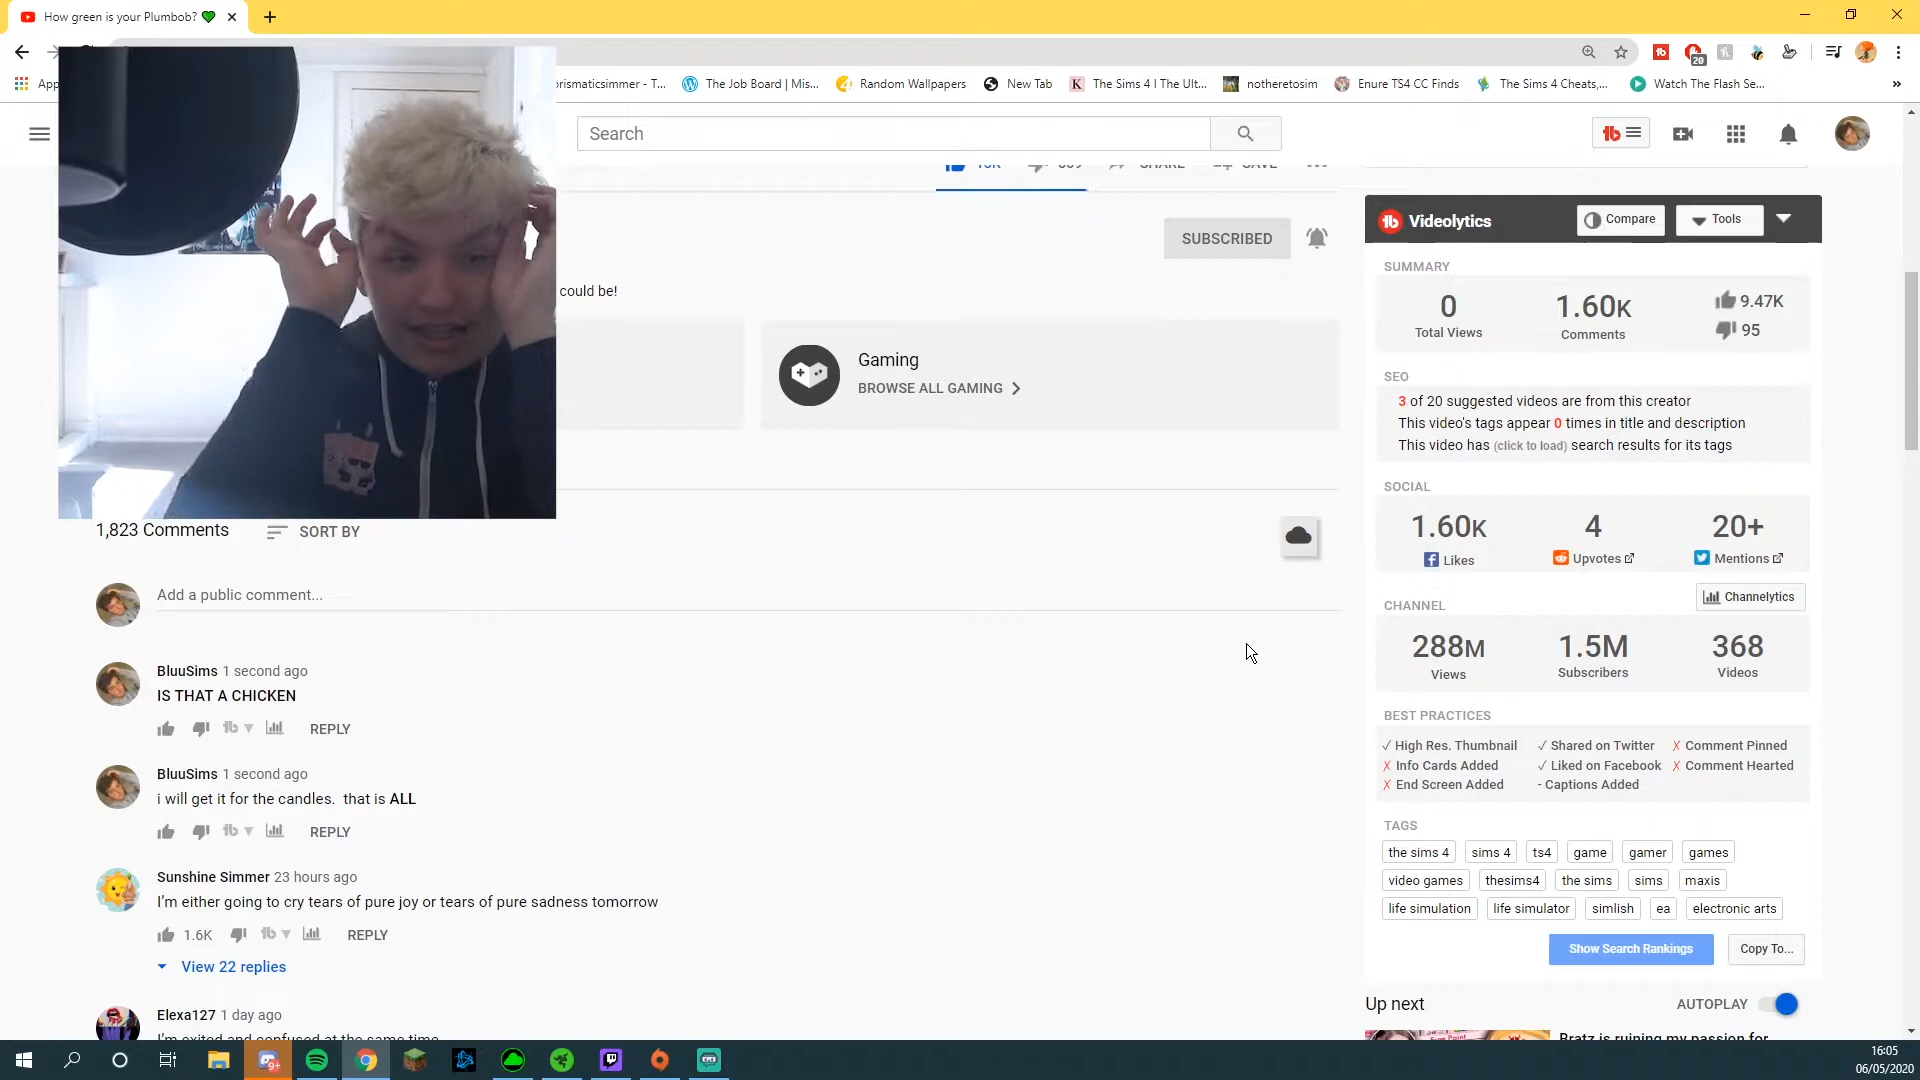 How green is your Plumbob? 💚
20
App
prismaticsimmer - T...
The Job Board | Mis...
Random Wallpapers
New Tab
The Sims 4 I The Ult...
notheretosim
Enure TS4 CC Finds
The Sims 4 Cheats,...
Watch The Flash Se...
Search
SHARE
SAVE
SUBSCRIBED
could be!
Gaming
BROWSE ALL GAMING
1,823 Comments
SORT BY
Add a public comment...
BluuSims 1 second ago
IS THAT A CHICKEN
REPLY
BluuSims 1 second ago
i will get it for the candles. that is ALL
REPLY
Sunshine Simmer 23 hours ago
I'm either going to cry tears of pure joy or tears of pure sadness tomorrow
1.6K
REPLY
View 22 replies
Elexa127 1 day ago
I'm exited and confused at the same time
Videolytics
Compare
Tools
SUMMARY
0
Total Views
1.60K
Comments
9.47K
95
SEO
3 of 20 suggested videos are from this creator
This video's tags appear 0 times in title and description
This video has (click to load) search results for its tags
SOCIAL
1.60K
Likes
4
Upvotes
20+
Mentions
CHANNEL
Channelytics
288M
Views
1.5M
Subscribers
368
Videos
BEST PRACTICES
✓ High Res. Thumbnail ✓ Shared on Twitter ✗ Comment Pinned
✗ Info Cards Added ✓ Liked on Facebook ✗ Comment Hearted
✗ End Screen Added - Captions Added
TAGS
the sims 4 sims 4 ts4 game gamer games
video games thesims4 the sims sims maxis
life simulation life simulator simlish ea electronic arts
Show Search Rankings
Copy To...
Up next
AUTOPLAY
Bratz is ruining my passion for
16:05
06/05/2020